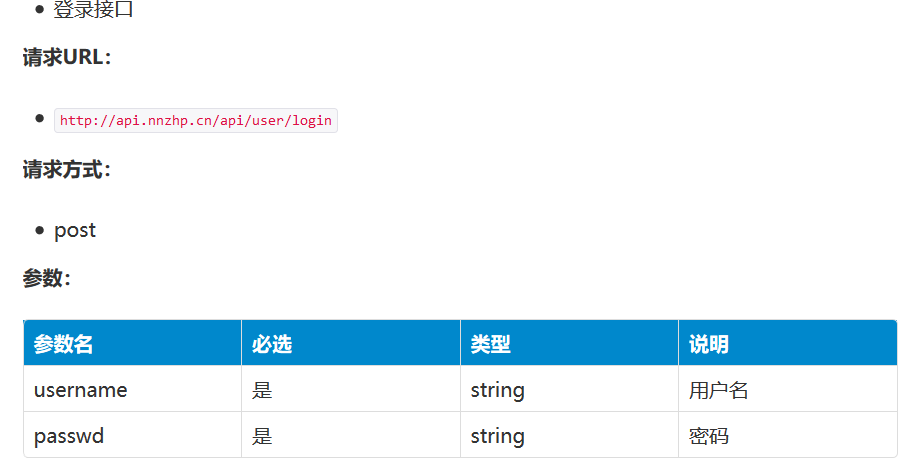 登录接口
请求URL：
http://api.nnzhp.cn/api/user/login
请求方式：
post
参数：
参数名 必选 类型 说明
username 是 string 用户名
passwd 是 string 密码